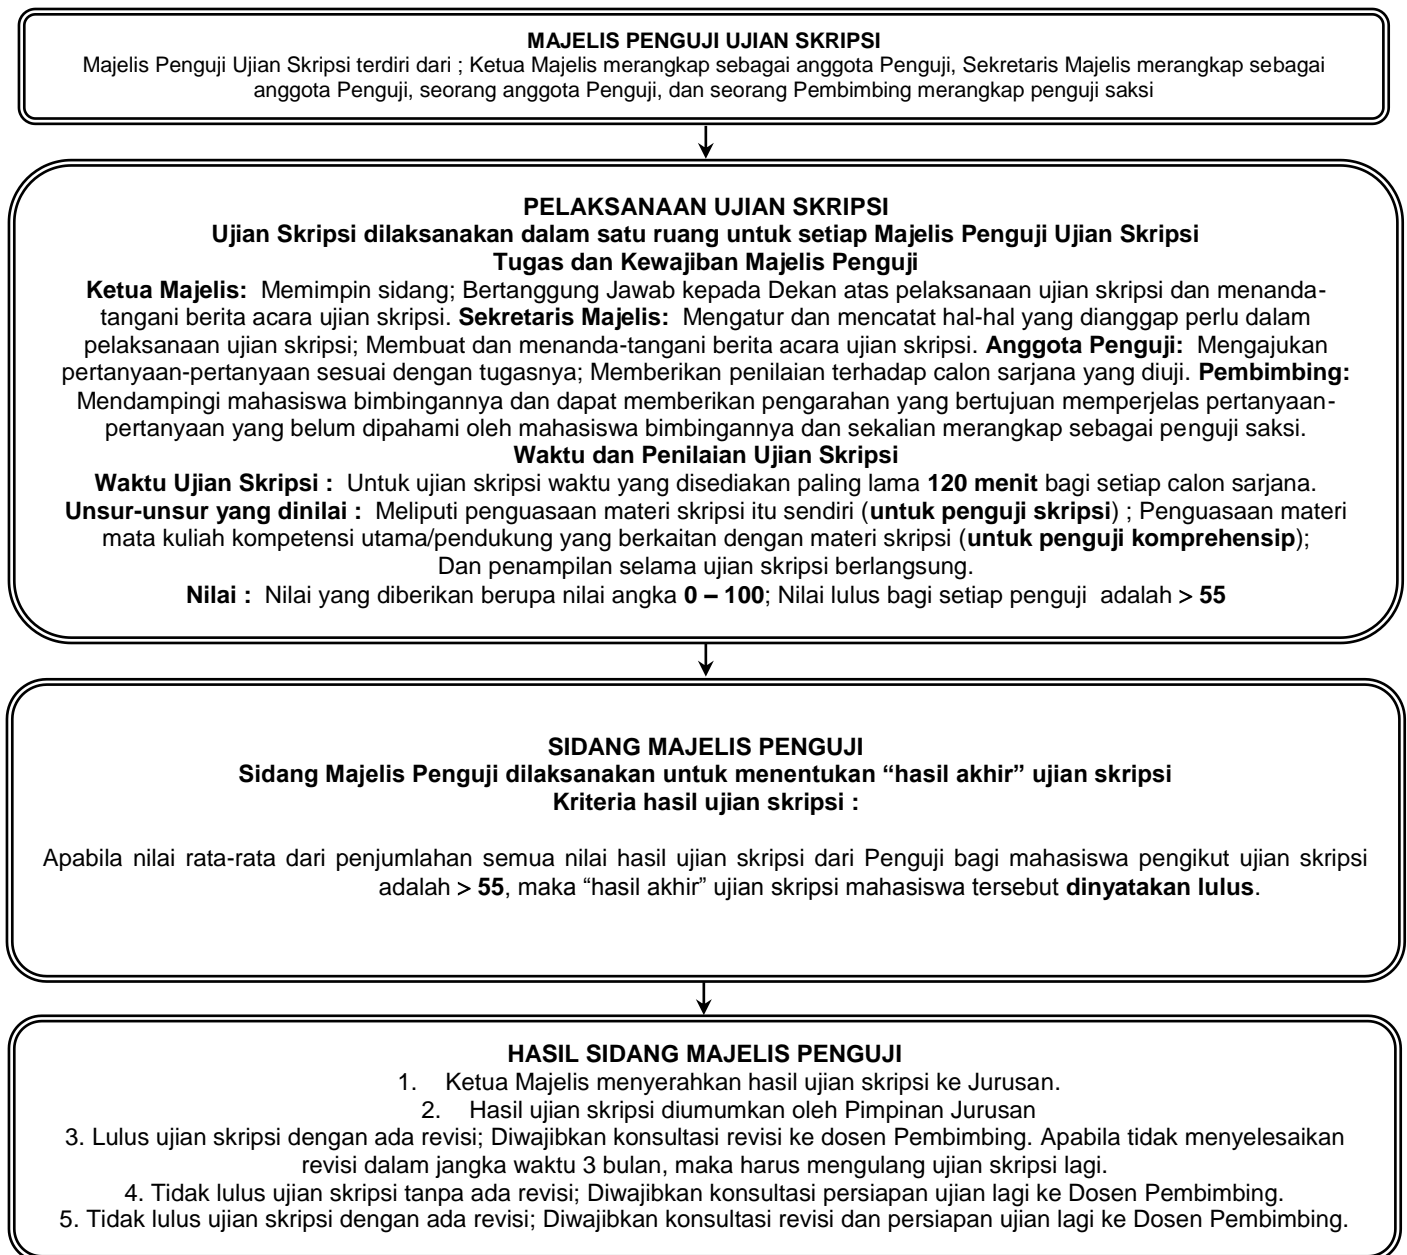 MAJELIS PENGUJI UJIAN SKRIPSI
Majelis Penguji Ujian Skripsi terdiri dari ; Ketua Majelis merangkap sebagai anggota Penguji, Sekretaris Majelis merangkap sebagai
anggota Penguji, seorang anggota Penguji, dan seorang Pembimbing merangkap penguji saksi
PELAKSANAAN UJIAN SKRIPSI
Ujian Skripsi dilaksanakan dalam satu ruang untuk setiap Majelis Penguji Ujian Skripsi
Tugas dan Kewajiban Majelis Penguji
Ketua Majelis: Memimpin sidang; Bertanggung Jawab kepada Dekan atas pelaksanaan ujian skripsi dan menanda-
tangani berita acara ujian skripsi. Sekretaris Majelis: Mengatur dan mencatat hal-hal yang dianggap perlu dalam
pelaksanaan ujian skripsi; Membuat dan menanda-tangani berita acara ujian skripsi. Anggota Penguji: Mengajukan
pertanyaan-pertanyaan sesuai dengan tugasnya; Memberikan penilaian terhadap calon sarjana yang diuji. Pembimbing:
Mendampingi mahasiswa bimbingannya dan dapat memberikan pengarahan yang bertujuan memperjelas pertanyaan-
pertanyaan yang belum dipahami oleh mahasiswa bimbingannya dan sekalian merangkap sebagai penguji saksi.
Waktu dan Penilaian Ujian Skripsi
Waktu Ujian Skripsi : Untuk ujian skripsi waktu yang disediakan paling lama 120 menit bagi setiap calon sarjana.
Unsur-unsur yang dinilai : Meliputi penguasaan materi skripsi itu sendiri (untuk penguji skripsi) ; Penguasaan materi
mata kuliah kompetensi utama/pendukung yang berkaitan dengan materi skripsi (untuk penguji komprehensip);
Dan penampilan selama ujian skripsi berlangsung.
Nilai : Nilai yang diberikan berupa nilai angka 0 – 100; Nilai lulus bagi setiap penguji adalah > 55
SIDANG MAJELIS PENGUJI
Sidang Majelis Penguji dilaksanakan untuk menentukan “hasil akhir” ujian skripsi
Kriteria hasil ujian skripsi :
Apabila nilai rata-rata dari penjumlahan semua nilai hasil ujian skripsi dari Penguji bagi mahasiswa pengikut ujian skripsi
adalah > 55, maka “hasil akhir” ujian skripsi mahasiswa tersebut dinyatakan lulus.
HASIL SIDANG MAJELIS PENGUJI
1. Ketua Majelis menyerahkan hasil ujian skripsi ke Jurusan.
2. Hasil ujian skripsi diumumkan oleh Pimpinan Jurusan
3. Lulus ujian skripsi dengan ada revisi; Diwajibkan konsultasi revisi ke dosen Pembimbing. Apabila tidak menyelesaikan
revisi dalam jangka waktu 3 bulan, maka harus mengulang ujian skripsi lagi.
4. Tidak lulus ujian skripsi tanpa ada revisi; Diwajibkan konsultasi persiapan ujian lagi ke Dosen Pembimbing.
5. Tidak lulus ujian skripsi dengan ada revisi; Diwajibkan konsultasi revisi dan persiapan ujian lagi ke Dosen Pembimbing.